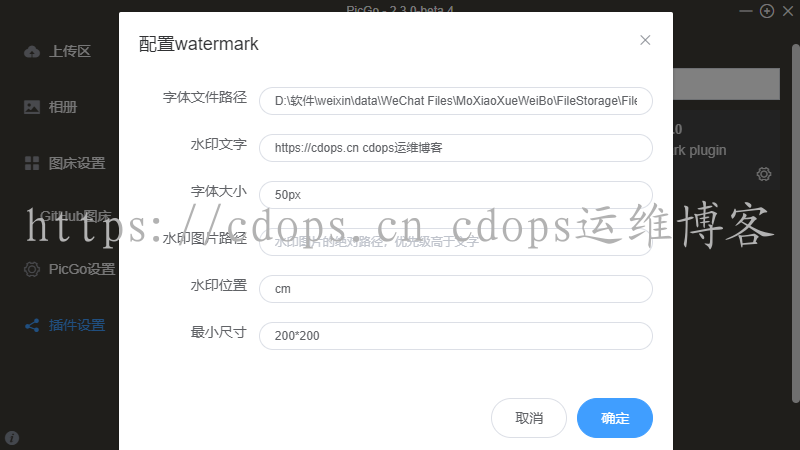 PicGo - 2.3.0-beta.4
配置watermark
上传区
相册
图床设置
GitHub图床
PicGo设置
插件设置
字体文件路径
D:\软件\weixin\data\WeChat Files\MoXiaoXueWeiBo\FileStorage\File
水印文字
https://cdops.cn cdops运维博客
字体大小
50px
水印图片路径
水印图片的绝对路径，优先级高于文字
水印位置
cm
最小尺寸
200*200
取消
确定
.0
rk plugin
https://cdops.cn cdops运维博客